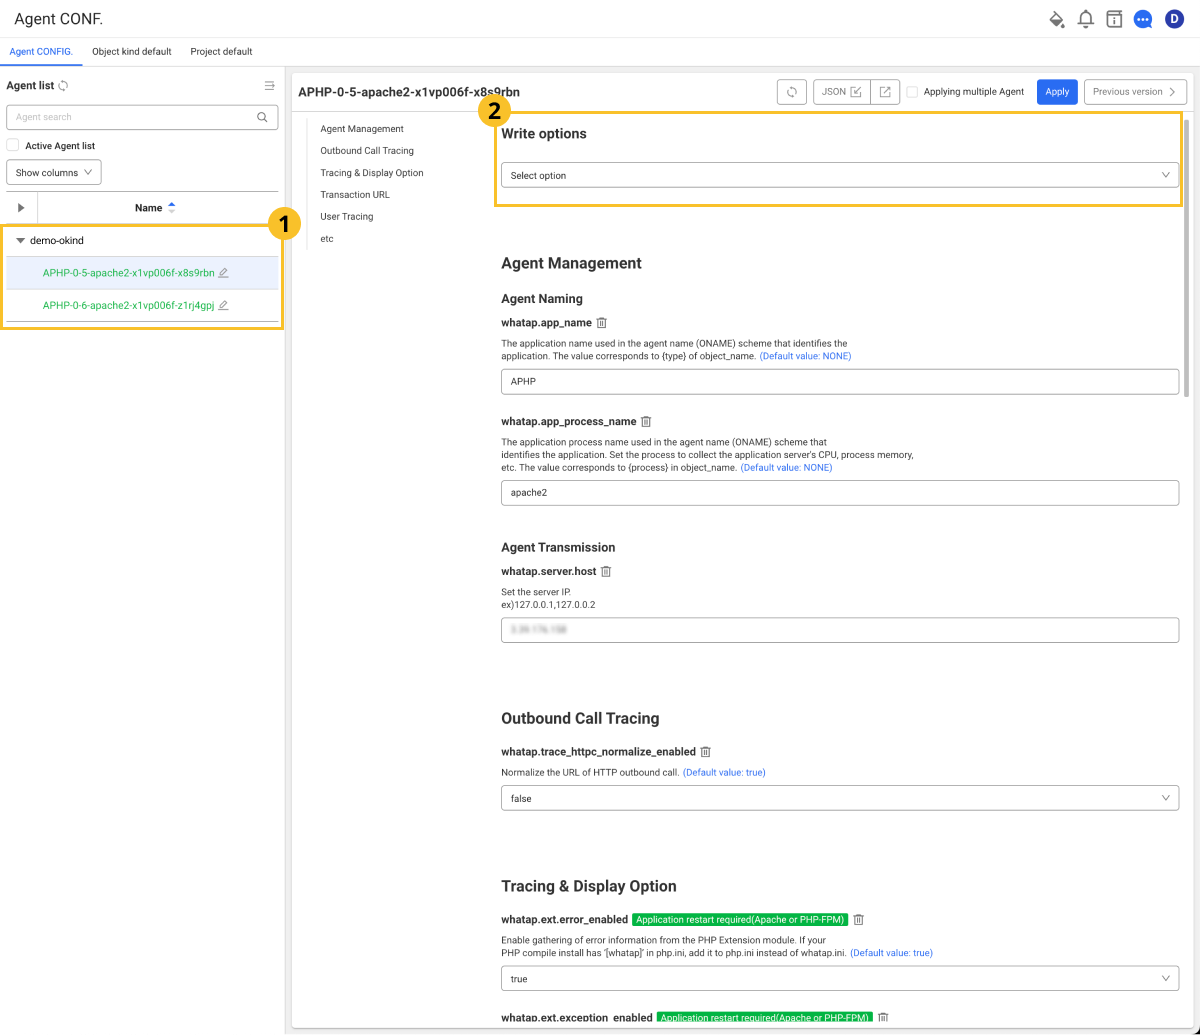 Agent CONF.
D
Agent CONFIG.
Object kind default
Project default
Agent list
Agent search
Active Agent list
Show columns
Name
1
demo-okind
APHP-0-5-apache2-x1vp006f-x8s9rbn
APHP-0-6-apache2-x1vp006f-z1rj4gpj
APHP-0-5-apache2-x1vp006f-x8s9rbn
JSON
Applying multiple Agent
Apply
Previous version
Agent Management
Outbound Call Tracing
Tracing & Display Option
Transaction URL
User Tracing
etc
2
Write options
Select option
Agent Management
Agent Naming
whatap.app_name
The application name used in the agent name (ONAME) scheme that identifies the
application. The value corresponds to {type} of object_name. (Default value: NONE)
APHP
whatap.app_process_name
The application process name used in the agent name (ONAME) scheme that
identifies the application. Set the process to collect the application server's CPU, process memory,
etc. The value corresponds to {process} in object_name. (Default value: NONE)
apache2
Agent Transmission
whatap.server.host
Set the server IP.
ex)127.0.0.1,127.0.0.2
Outbound Call Tracing
whatap.trace_httpc_normalize_enabled
Normalize the URL of HTTP outbound call. (Default value: true)
false
Tracing & Display Option
whatap.ext.error_enabled Application restart required(Apache or PHP-FPM)
Enable gathering of error information from the PHP Extension module. If your
PHP compile install has '[whatap]' in php.ini, add it to php.ini instead of whatap.ini. (Default value: true)
true
whatap.ext.exception_enabled Application restart required(Apache or PHP-FPM)